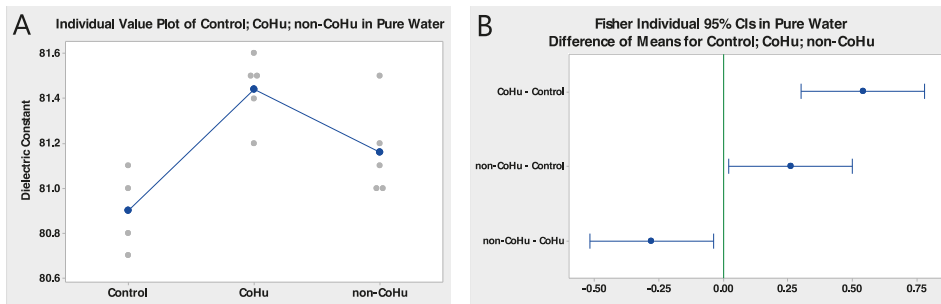 A
Individual Value Plot of Control; CoHu; non-CoHu in Pure Water
Dielectric Constant
81.6
81.4
81.2
81.0
80.8
80.6
Control CoHu non-CoHu
B
Fisher Individual 95% CIs in Pure Water
Difference of Means for Control; CoHu; non-CoHu
CoHu - Control
non-CoHu - Control
non-CoHu - CoHu
-0.50 -0.25 0.00 0.25 0.50 0.75